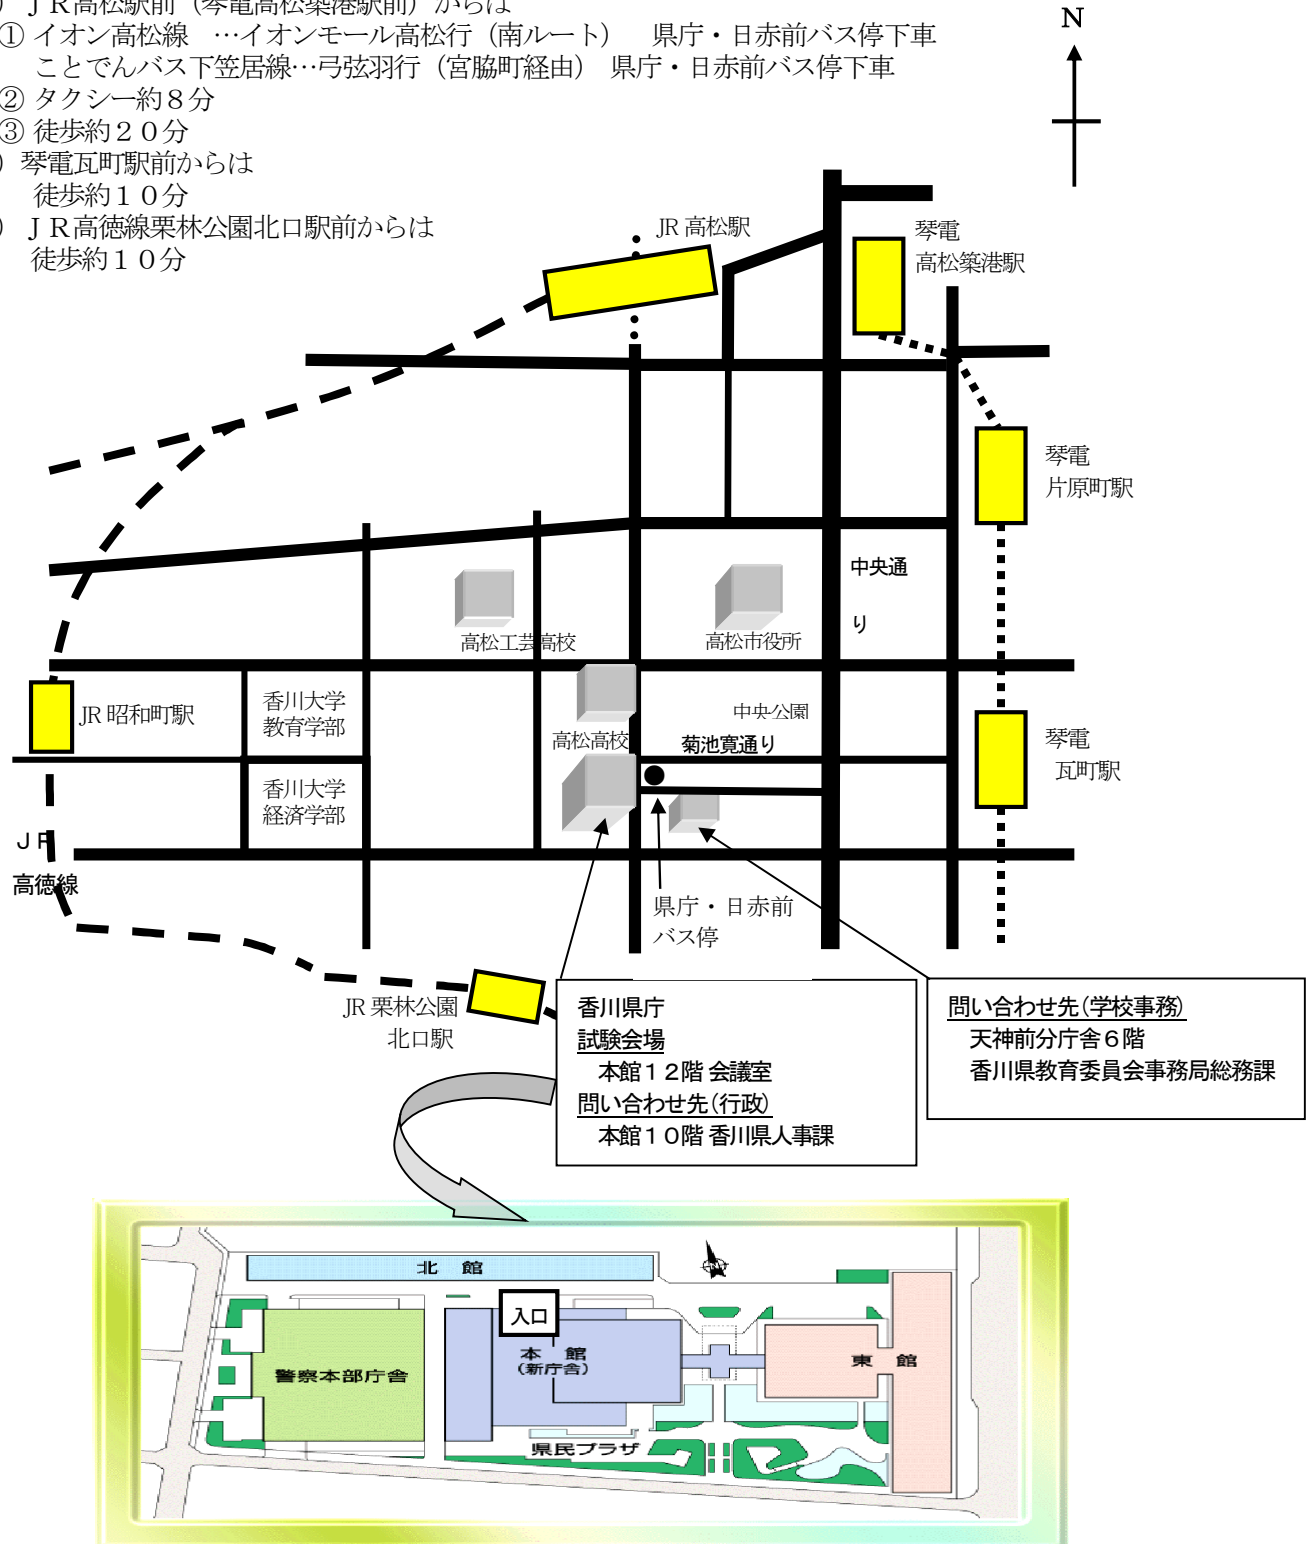 ) ＪＲ高松駅前（琴電高松築港駅前）からは
① イオン高松線　…イオンモール高松行（南ルート）　県庁・日赤前バス停下車
ことでんバス下笠居線…弓弦羽行（宮脇町経由）　県庁・日赤前バス停下車
② タクシー約８分
③ 徒歩約２０分
) 琴電瓦町駅前からは
徒歩約１０分
) ＪＲ高徳線栗林公園北口駅前からは
徒歩約１０分
N
JR 高松駅
琴電
高松築港駅
琴電
片原町駅
中央通
り
高松工芸高校
高松市役所
JR 昭和町駅
香川大学
教育学部
中央公園
高松高校
菊池寛通り
琴電
瓦町駅
香川大学
経済学部
ＪＲ
高徳線
県庁・日赤前
バス停
JR 栗林公園
北口駅
香川県庁
試験会場
本館１２階 会議室
問い合わせ先（行政）
本館１０階 香川県人事課
問い合わせ先（学校事務）
天神前分庁舎６階
香川県教育委員会事務局総務課
北 館
入口
本 館
（新庁舎）
東 館
警察本部庁舎
県民プラザ